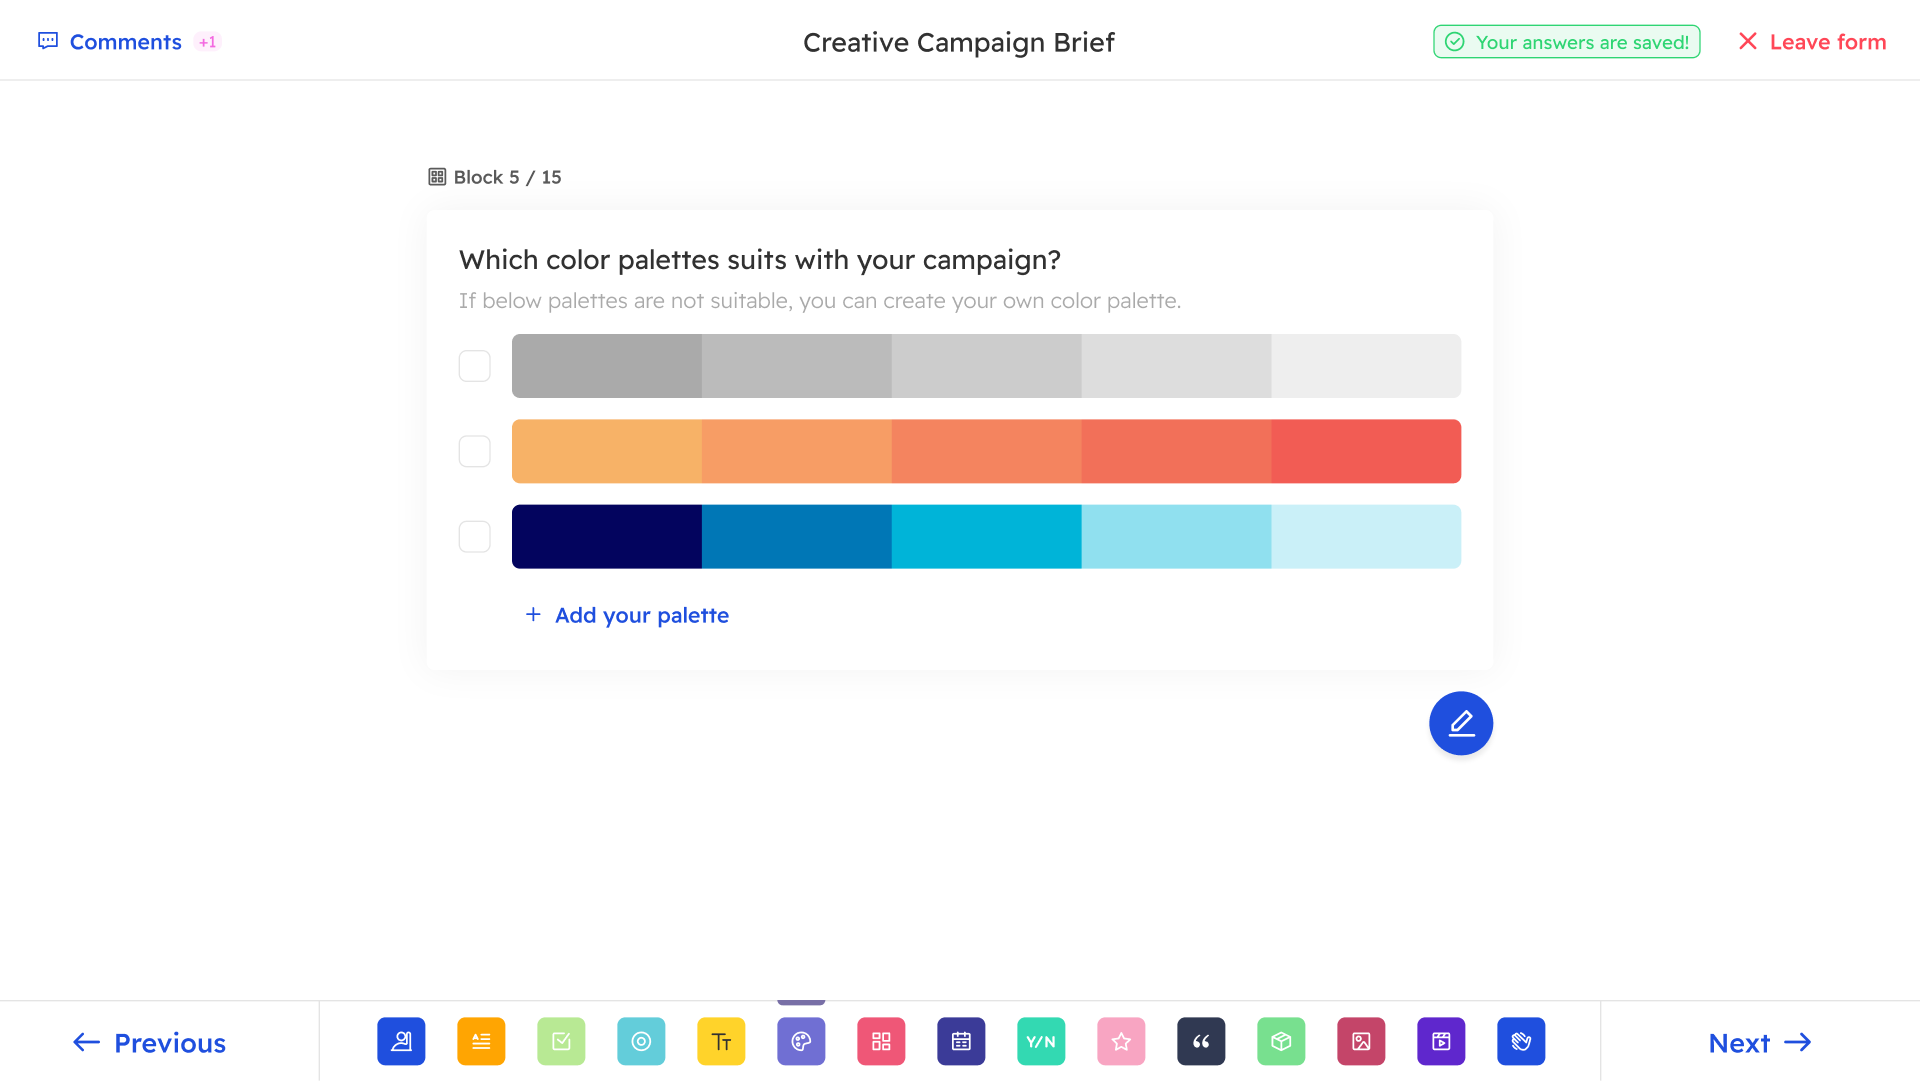 Comments +1
Creative Campaign Brief
Your answers are saved!
Leave form
Block 5 / 15
Which color palettes suits with your campaign?
If below palettes are not suitable, you can create your own color palette.
+ Add your palette
← Previous
Tт
Y/N
“
Next →